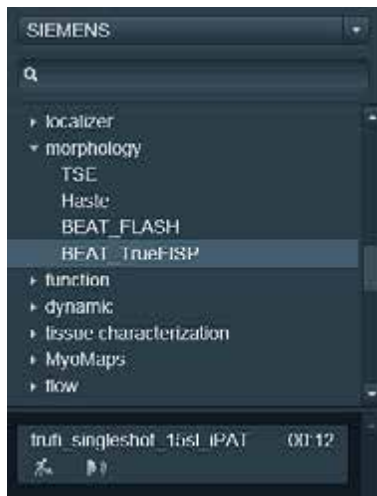 SIEMENS
localizer
morphology
TSE
Haste
BEAT_FLASH
BEAT_TrueFISP
function
dynamic
tissue characterization
MyoMaps
flow
trufi_singleshot_15sl_iPAT 00:12